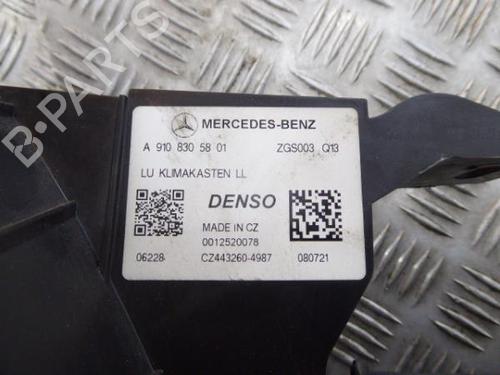 MERCEDES-BENZ
A 910 830 58 01 ZGS003 Q13
LU KLIMAKASTEN LL
DENSO
MADE IN CZ
0012520078
06228 CZ443260-4987 080721
B-PARTS